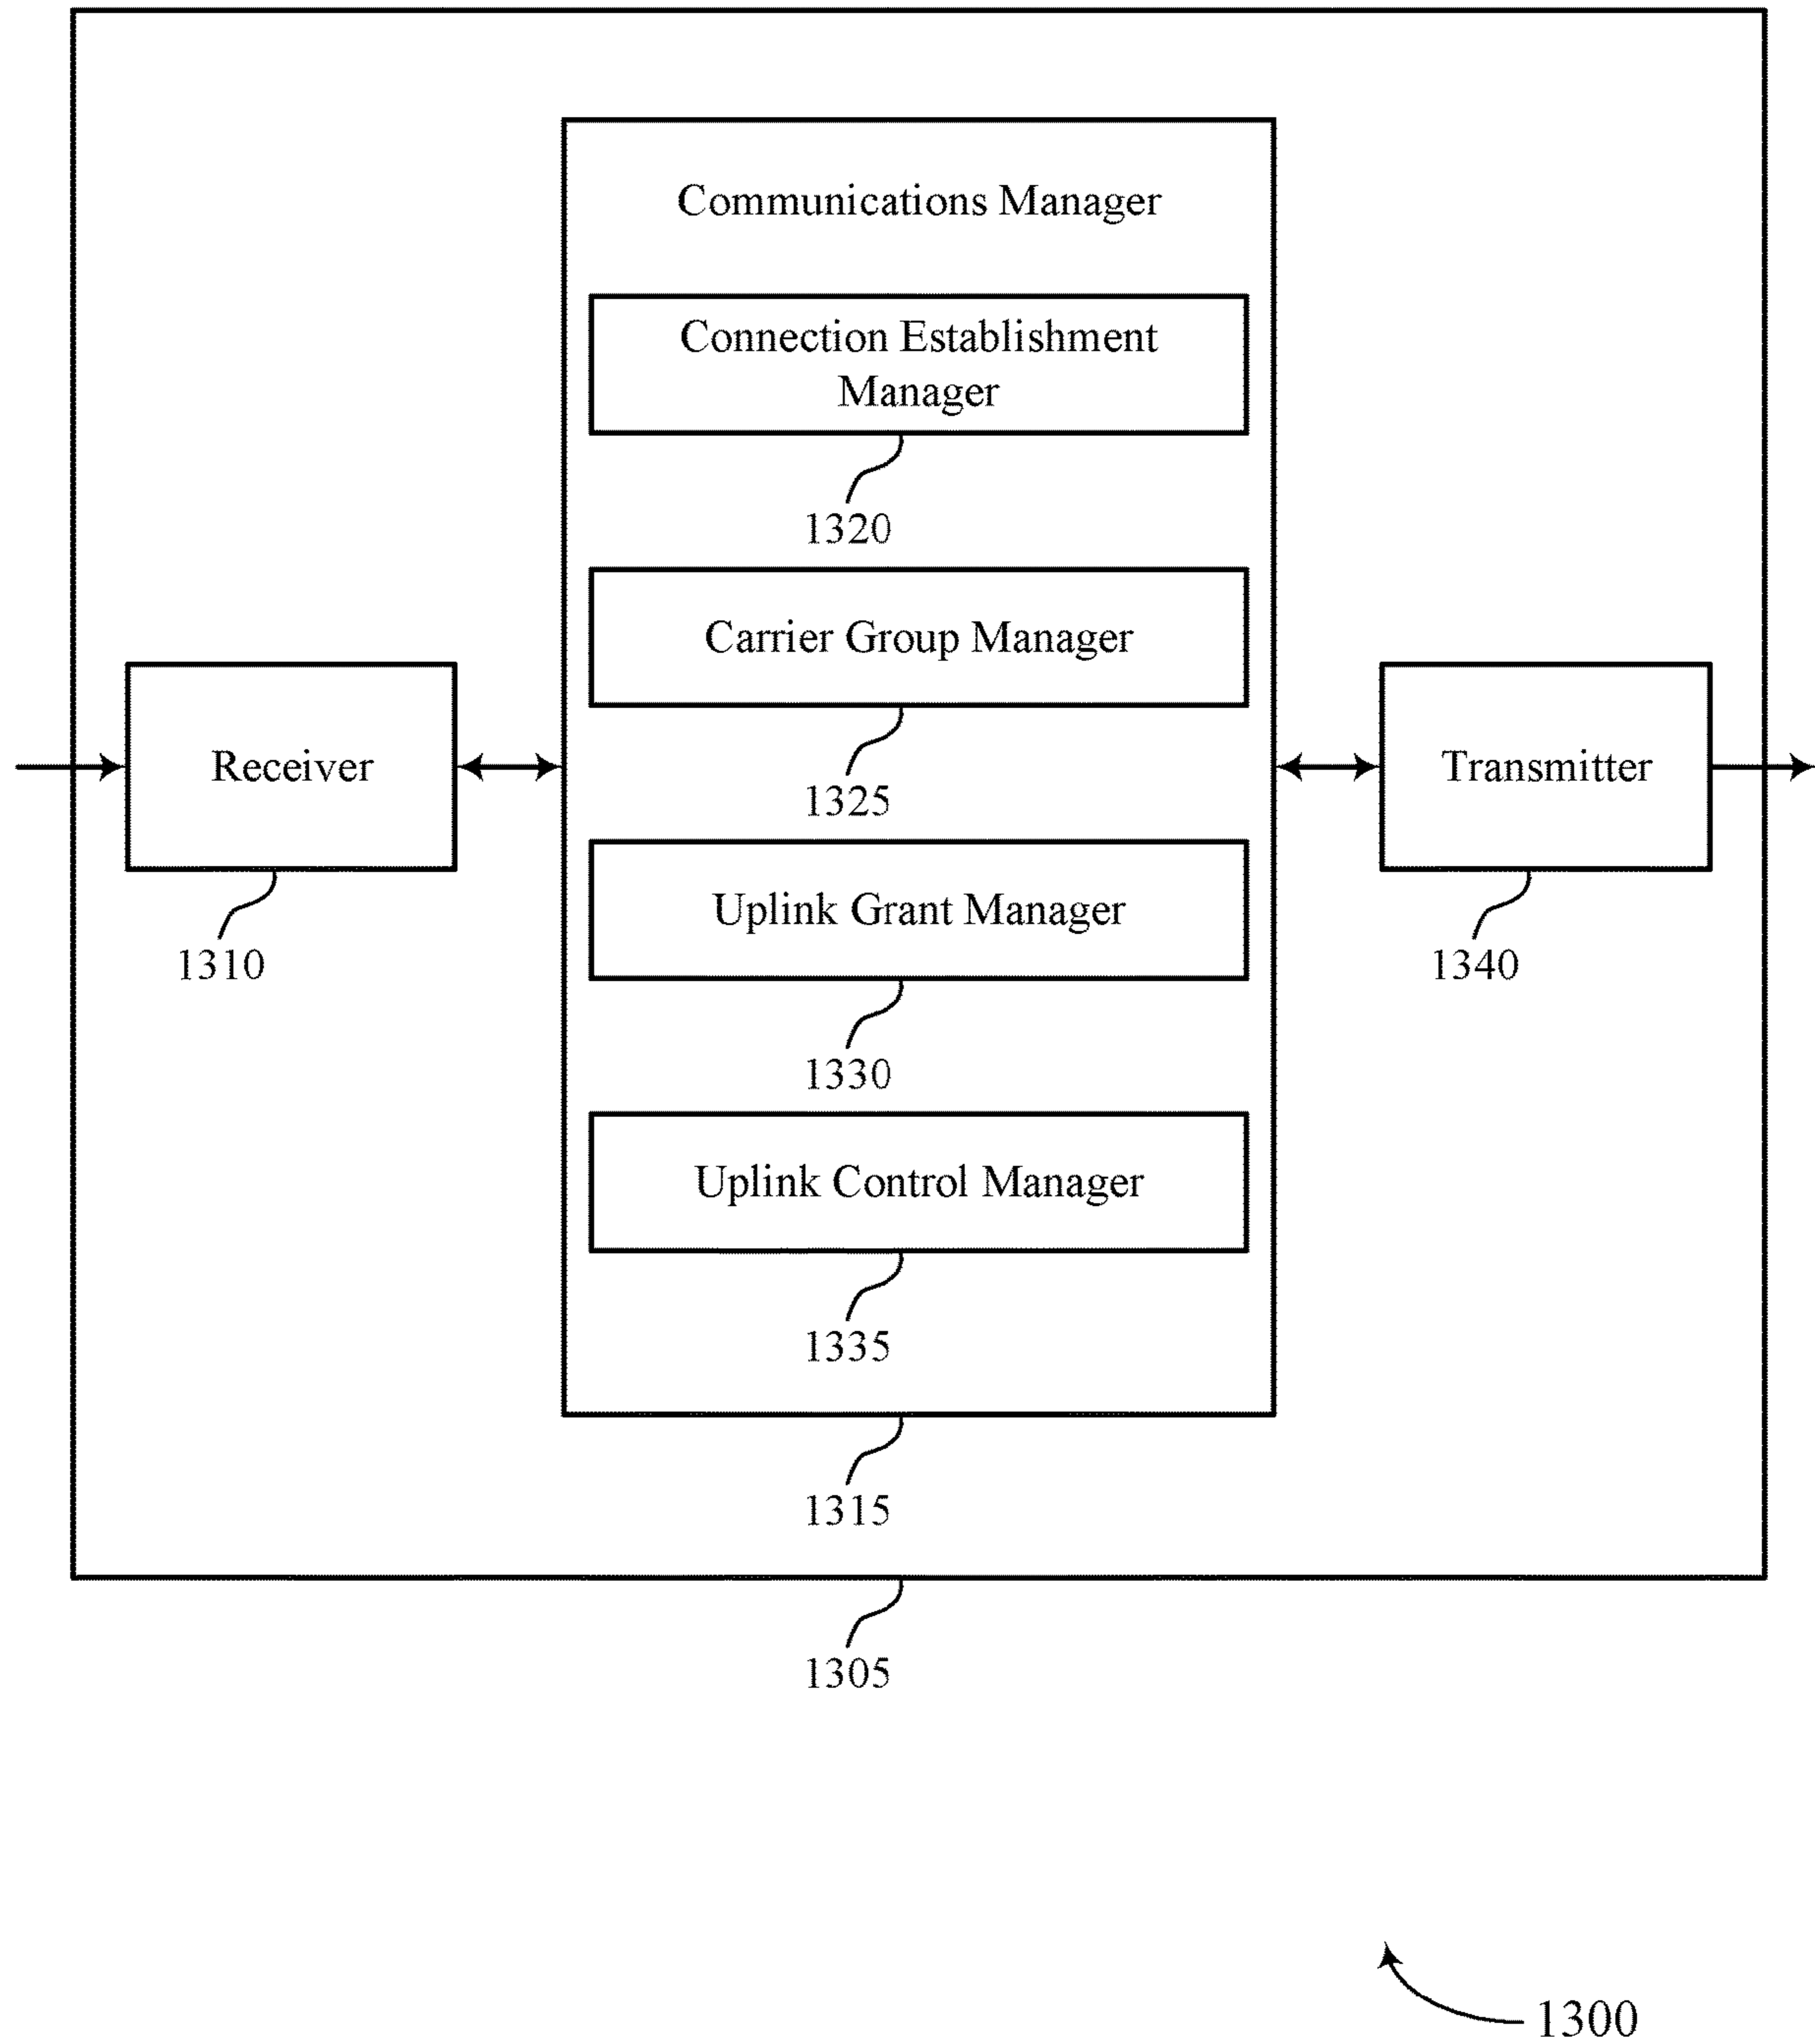 Communications Manager
Connection Establishment
Manager
1320
Carrier Group Manager
1325
Receiver
1310
Transmitter
1340
Uplink Grant Manager
1330
Uplink Control Manager
1335
1315
1305
1300